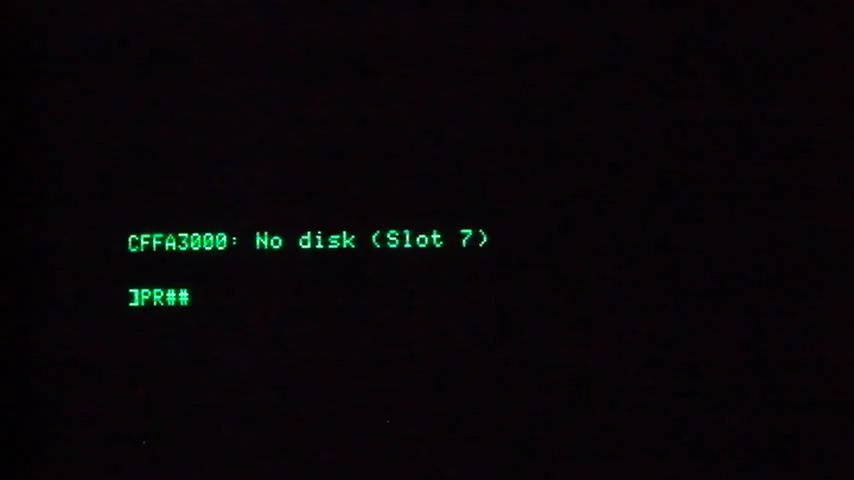 CFFA3000: No disk (Slot 7)
]PR##